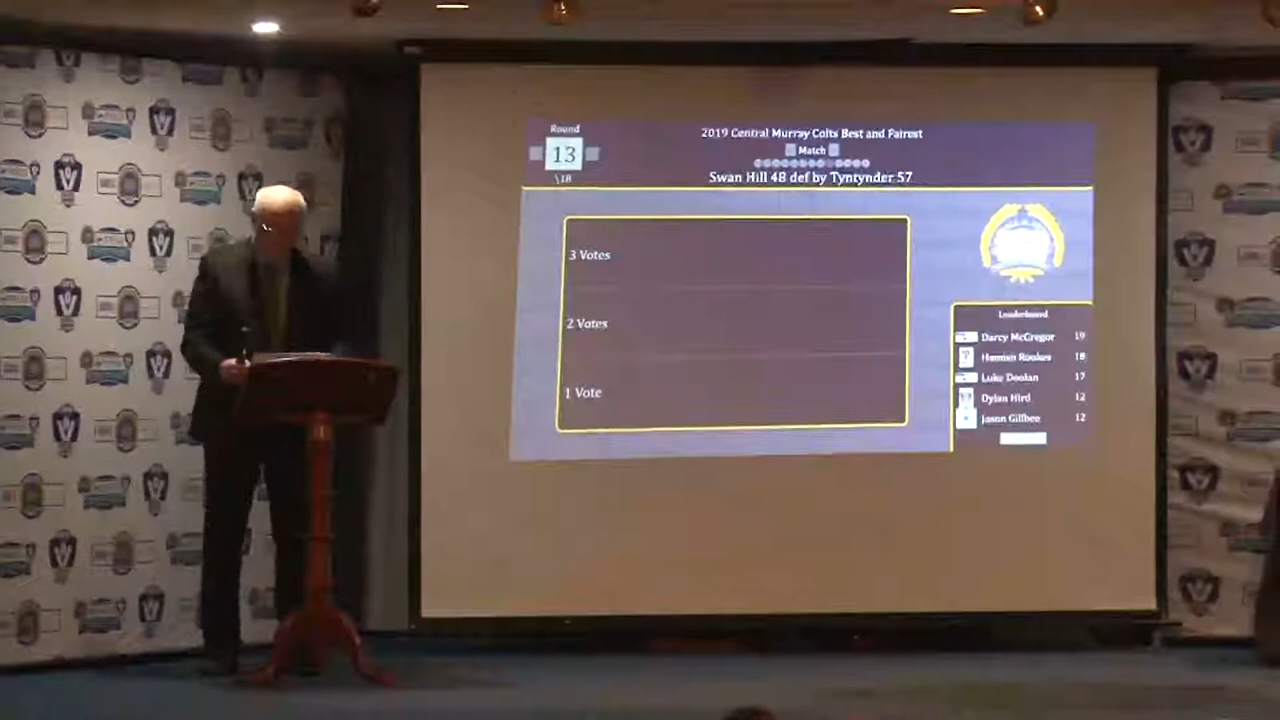 Round
13
\18
2019 Central Murray Colts Best and Fairest
Match
Swan Hill 48 def by Tyntynder 57
3 Votes
2 Votes
1 Vote
Leaderboard
Darcy McGregor 19
Hamish Rookes 18
Luke Doolan 17
Dylan Hird 12
Jason Gillbee 12